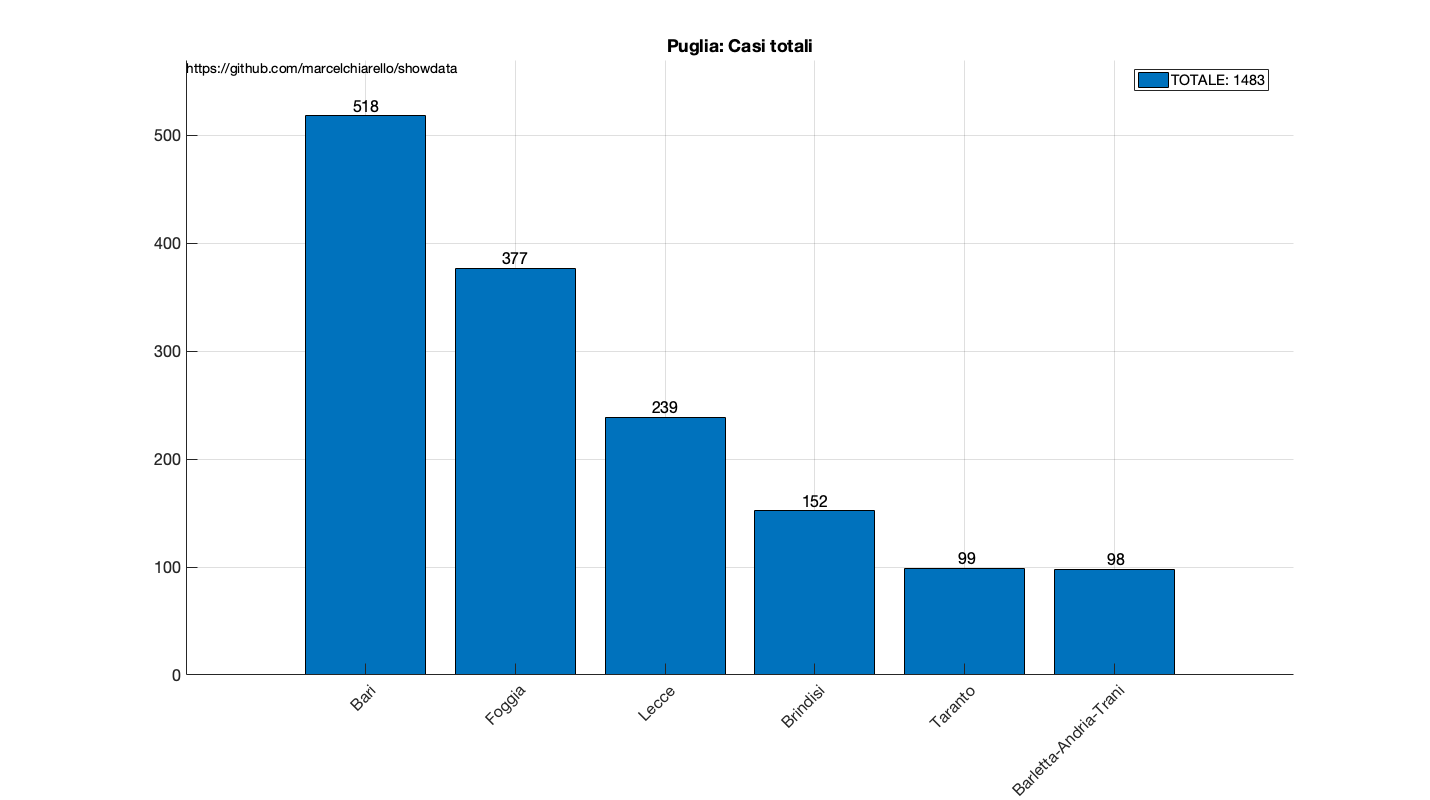 Puglia: Casi totali
https://github.com/marcelchiarello/showdata
TOTALE: 1483
518
377
239
152
99
98
500
400
300
200
100
0
Bari
Foggia
Lecce
Brindisi
Taranto
Barletta-Andria-Trani